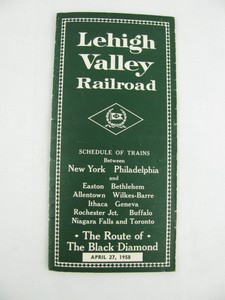 Lehigh
Valley
Railroad
SCHEDULE OF TRAINS
Between
New York Philadelphia
and
Easton Bethlehem
Allentown Wilkes-Barre
Ithaca Geneva
Rochester Jct. Buffalo
Niagara Falls and Toronto
• The Route of •
The Black Diamond
APRIL 27, 1958